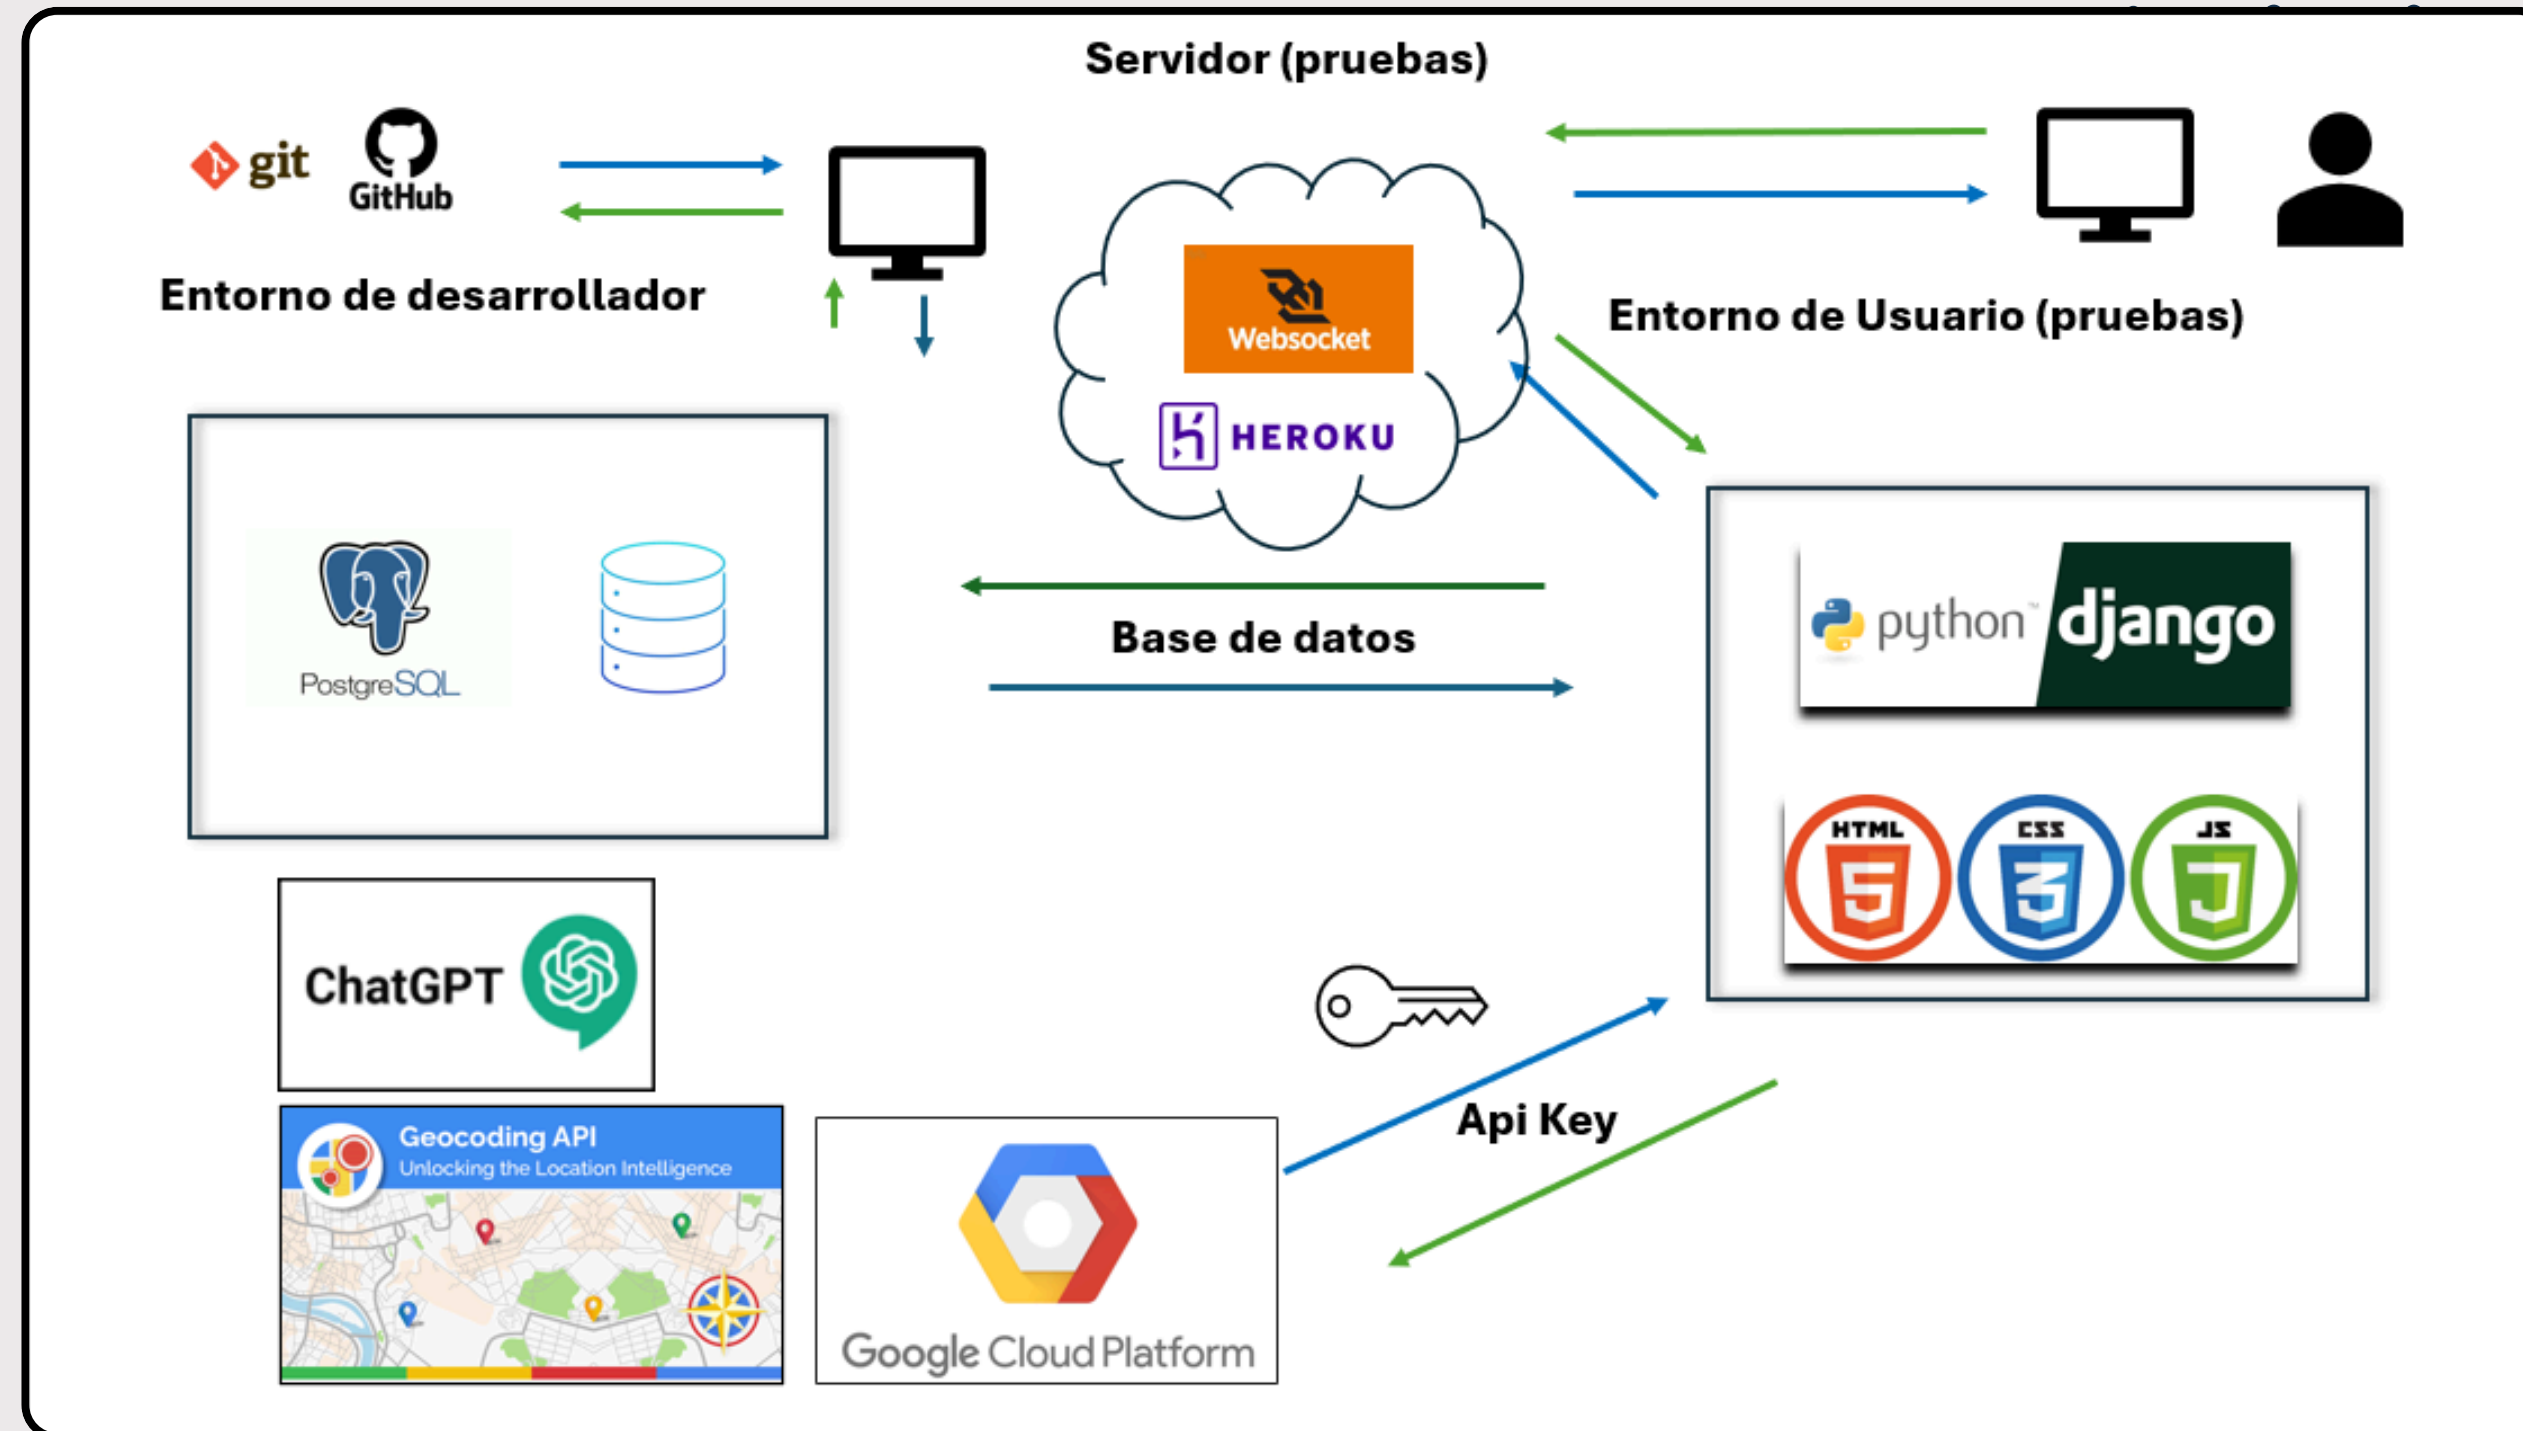 Servidor (pruebas)
git
GitHub
Entorno de desarrollador
Websocket
HEROKU
Entorno de Usuario (pruebas)
PostgreSQL
Base de datos
python™
django
HTML
CSS
JS
ChatGPT
Api Key
Geocoding API
Unlocking the Location Intelligence
Google Cloud Platform